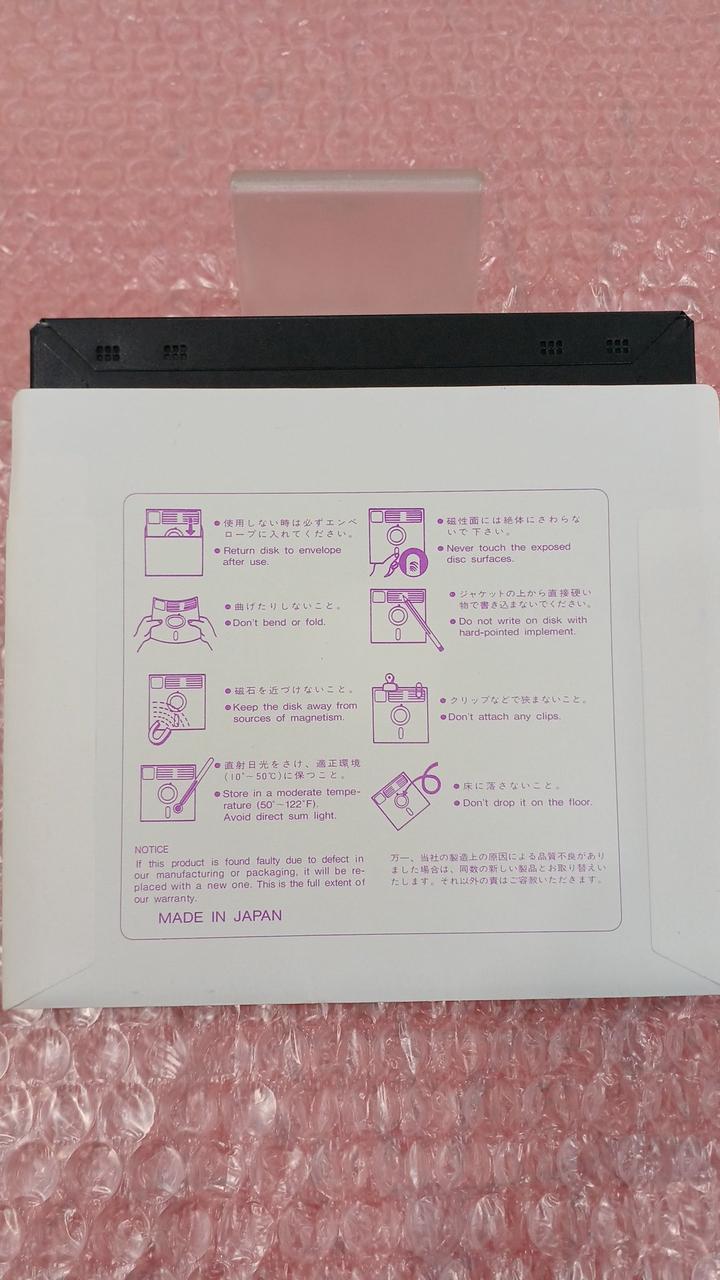 ●使用しない時は必ずエンベ
ロープに入れてください。
●Return disk to envelope
after use.
●磁性面には絶体にさわらな
いで下さい。
●Never touch the exposed
disc surfaces.
●曲げたりしないこと。
●Don't bend or fold.
●ジャケットの上から直接硬い
物で書き込まないでください。
●Do not write on disk with
hard-pointed implement.
●磁石を近づけないこと。
●Keep the disk away from
sources of magnetism.
●クリップなどで狭まないこと。
●Don't attach any clips.
●直射日光をさけ、適正環境
(10°~50℃)に保つこと。
●Store in a moderate tempe-
rature (50°~122°F).
Avoid direct sum light.
●床に落さないこと。
●Don't drop it on the floor.
NOTICE
If this product is found faulty due to defect in
our manufacturing or packaging, it will be re-
placed with a new one. This is the full extent of
our warranty.
MADE IN JAPAN
万一、当社の製造上の原因による品質不良があり
ました場合は、同数の新しい製品とお取り替えい
たします。それ以外の責はご容赦いただきます。